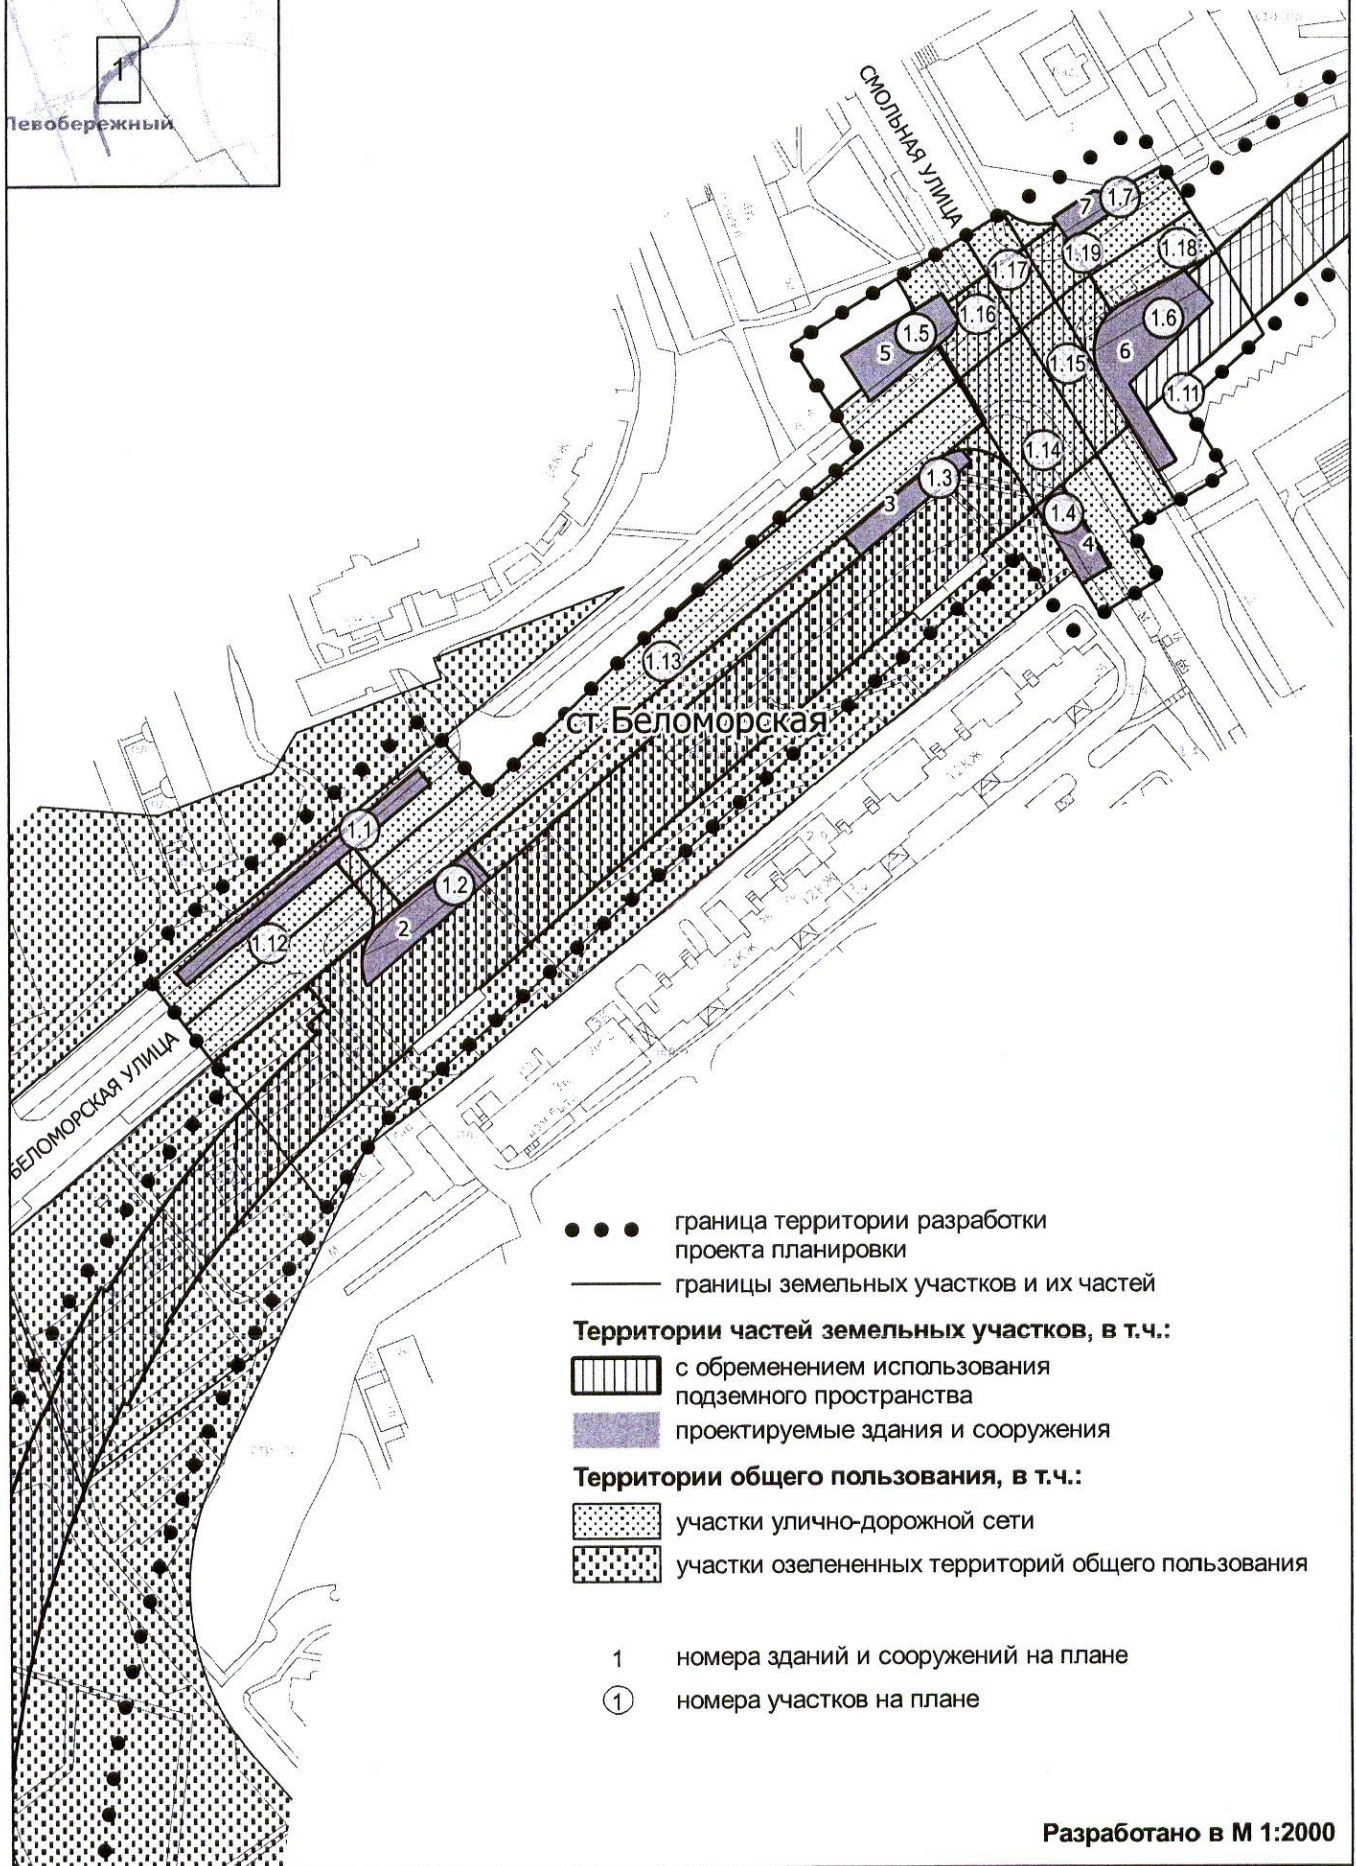 1
Левобережный
СМОЛЬНАЯ УЛИЦА
7
1.7
1.17
1.19
1.18
1.5
5
1.16
1.6
6
1.15
1.11
1.14
1.3
3
1.4
4
1.13
ст.Беломорская
12КЖ
1.1
1.2
2
12КЖ
1.12
БЕЛОМОРСКАЯ УЛИЦА
граница территории разработки
проекта планировки
границы земельных участков и их частей
Территории частей земельных участков, в т.ч.:
с обременением использования
подземного пространства
проектируемые здания и сооружения
Территории общего пользования, в т.ч.:
участки улично-дорожной сети
участки озелененных территорий общего пользования
1 номера зданий и сооружений на плане
1 номера участков на плане
Разработано в М 1:2000